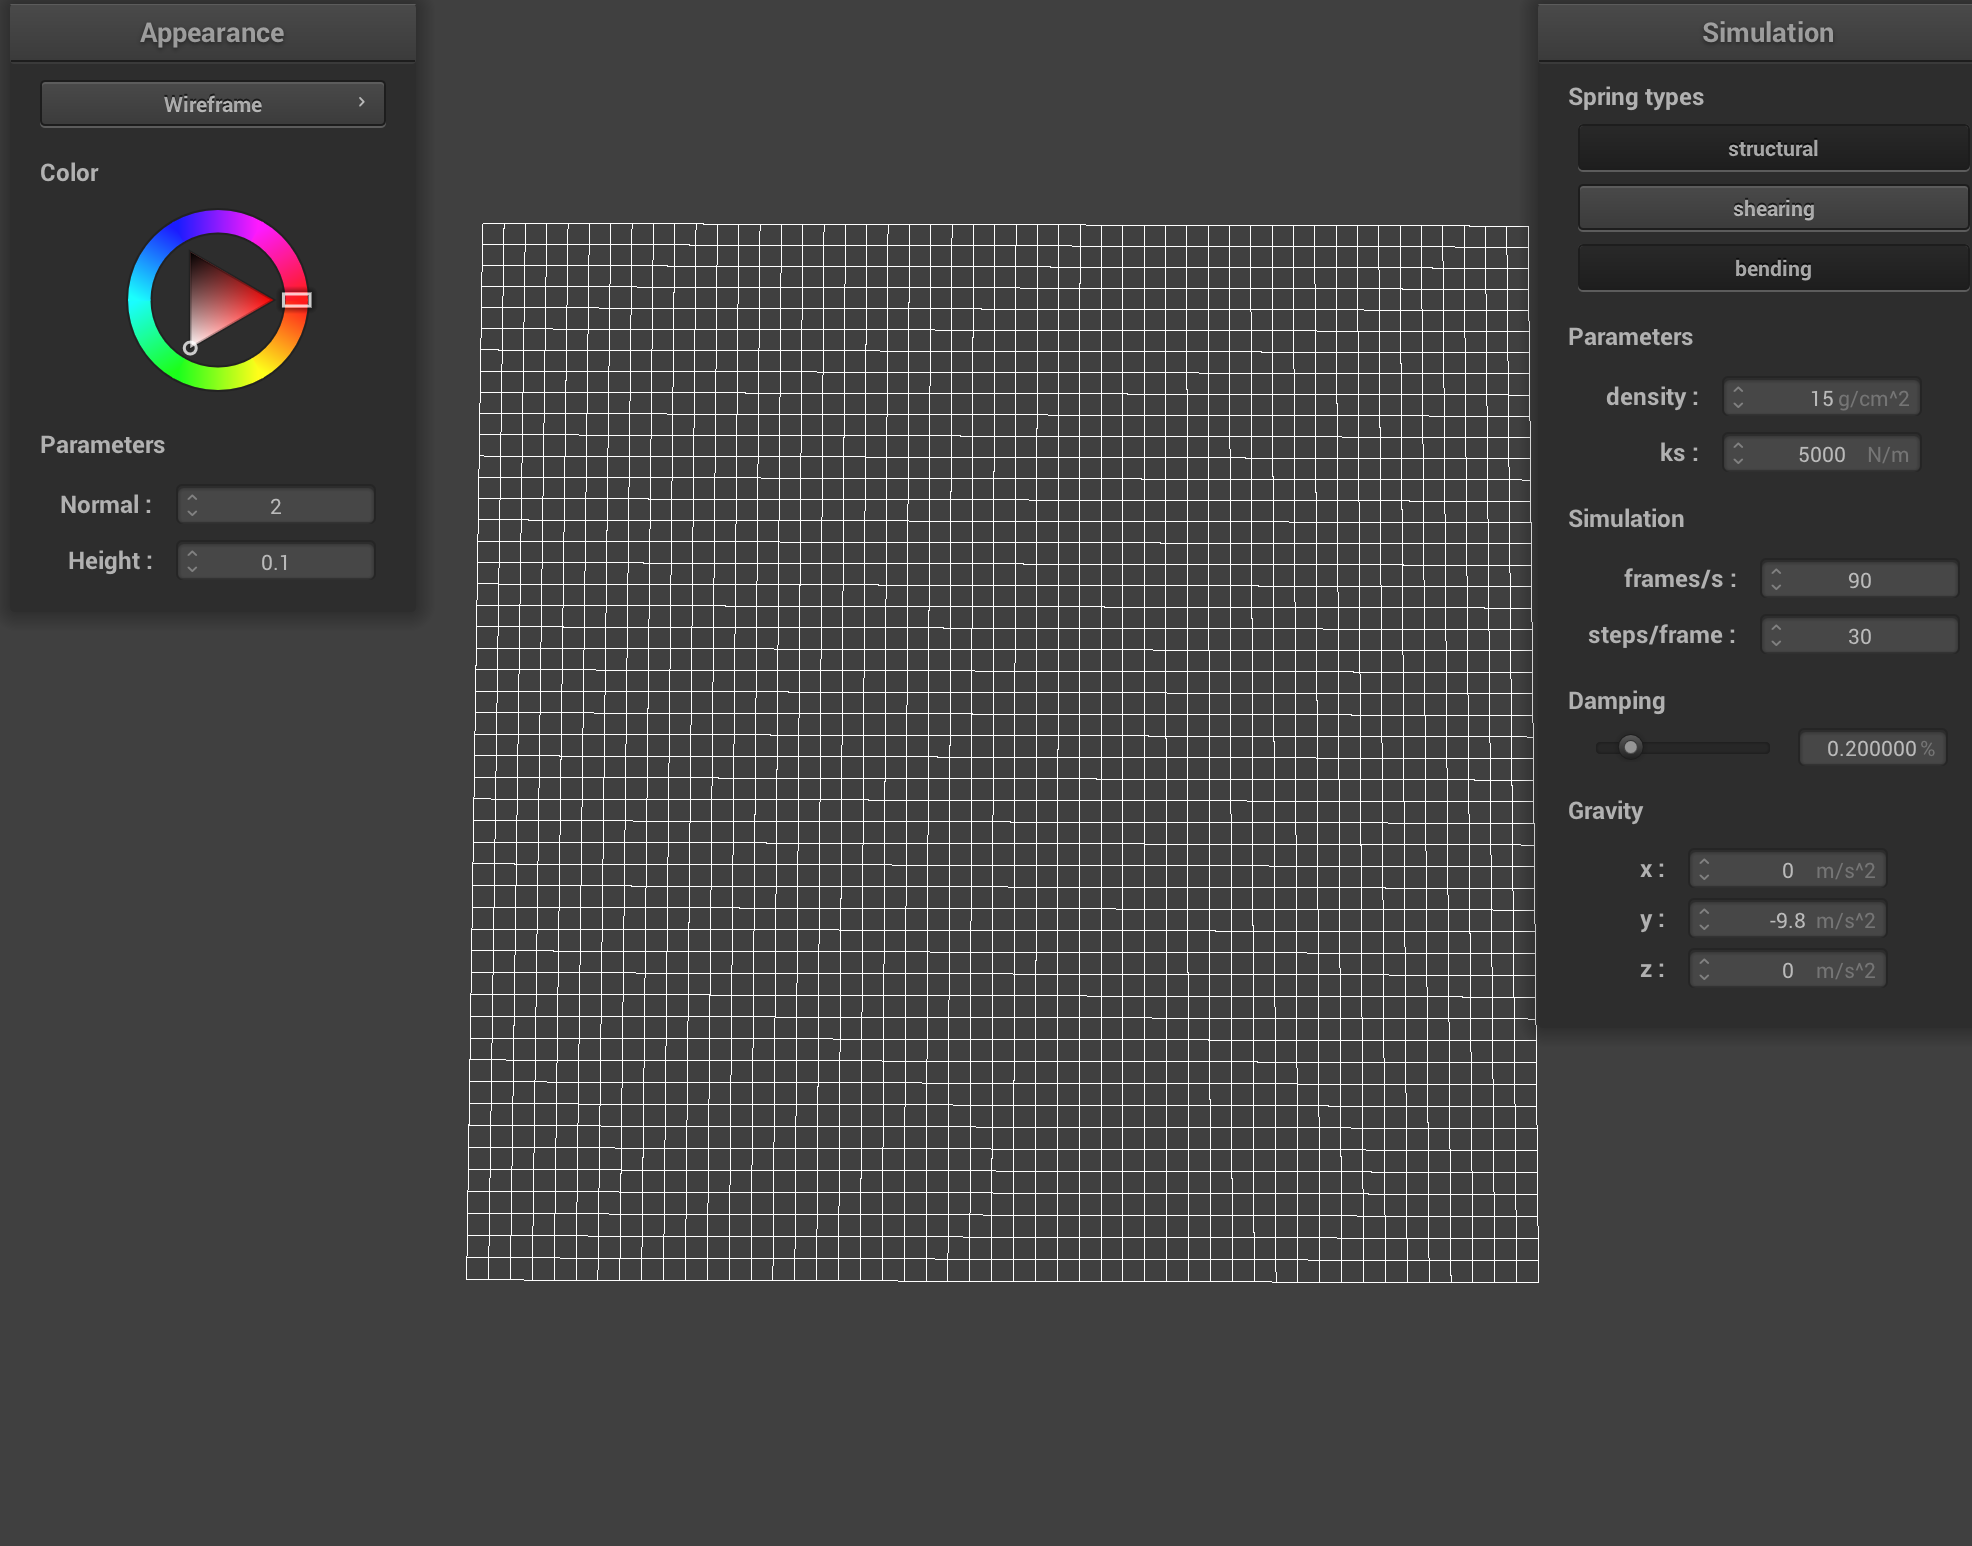 Appearance
Wireframe
Color
Parameters
Normal : 2
Height : 0.1
Simulation
Spring types
structural
shearing
bending
Parameters
density : 15 g/cm^2
ks : 5000 N/m
Simulation
frames/s : 90
steps/frame : 30
Damping
0.200000 %
Gravity
x : 0 m/s^2
y : -9.8 m/s^2
z : 0 m/s^2